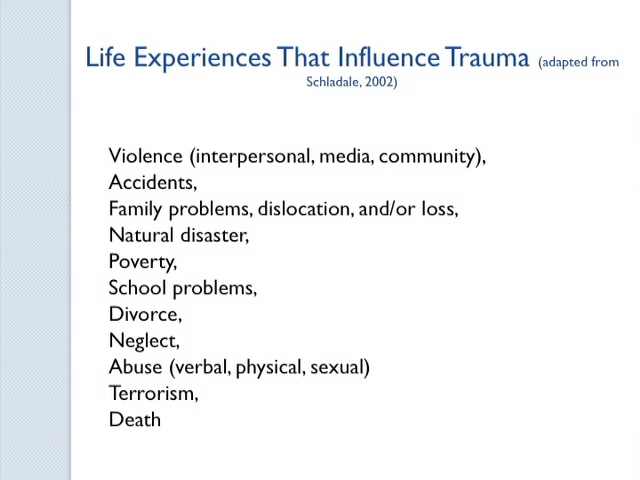 Life Experiences That Influence Trauma (adapted from
Schladale, 2002)
Violence (interpersonal, media, community),
Accidents,
Family problems, dislocation, and/or loss,
Natural disaster,
Poverty,
School problems,
Divorce,
Neglect,
Abuse (verbal, physical, sexual)
Terrorism,
Death